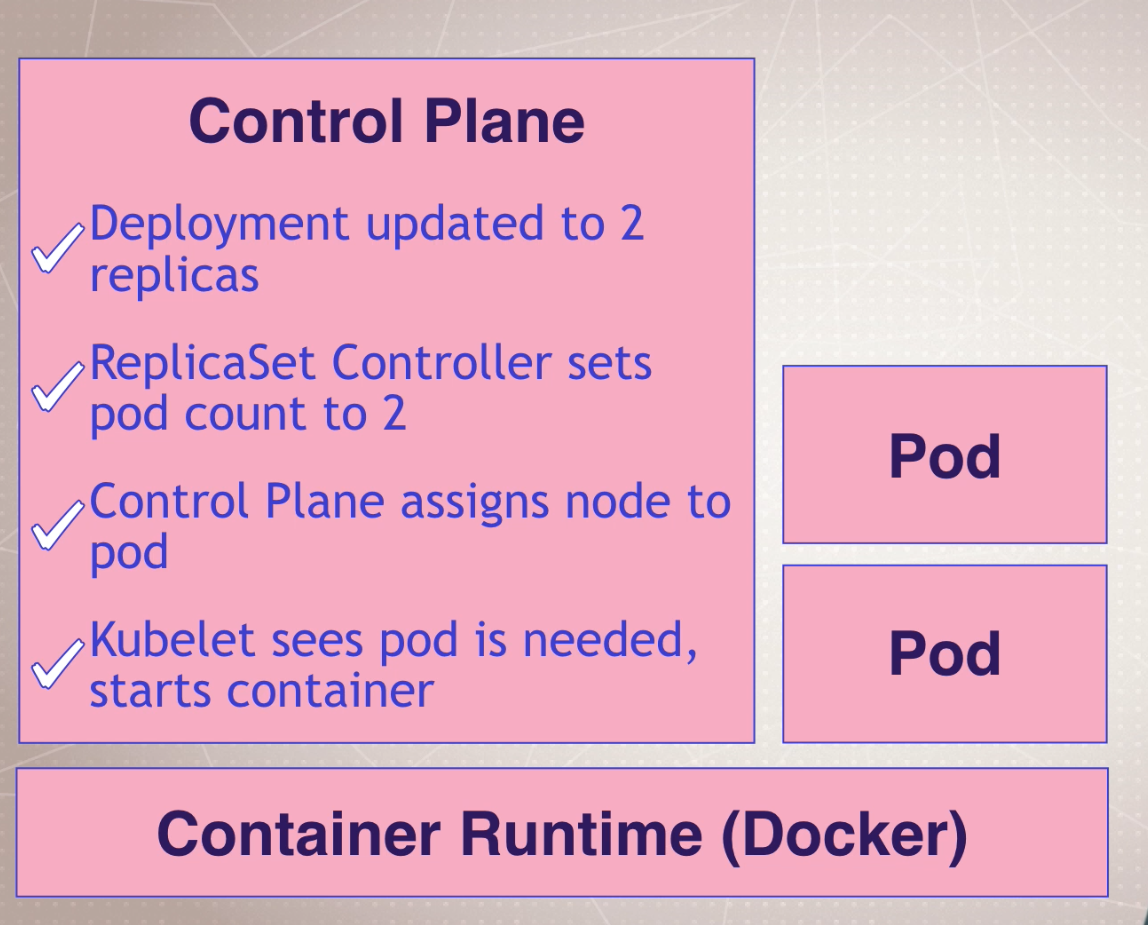 Control Plane
Deployment updated to 2
replicas
ReplicaSet Controller sets
pod count to 2
Control Plane assigns node to
pod
Kubelet sees pod is needed,
starts container
Pod
Pod
Container Runtime (Docker)